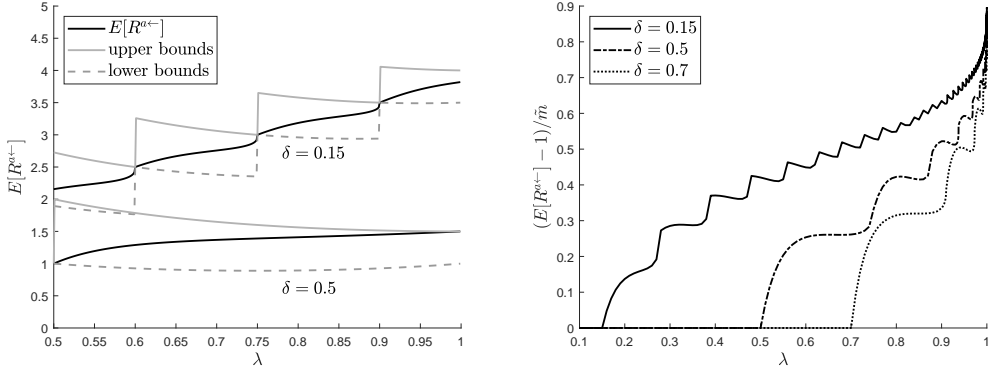 5
4.5
4
3.5
3
2.5
2
1.5
1
0.5
0
E[R^{a←}]
E[R^{a←}]
upper bounds
lower bounds
δ = 0.15
δ = 0.5
0.5 0.55 0.6 0.65 0.7 0.75 0.8 0.85 0.9 0.95 1
λ
0.9
0.8
0.7
0.6
0.5
0.4
0.3
0.2
0.1
0
(E[R^{a←}] − 1)/m̃
δ = 0.15
δ = 0.5
δ = 0.7
0.1 0.2 0.3 0.4 0.5 0.6 0.7 0.8 0.9 1
λ